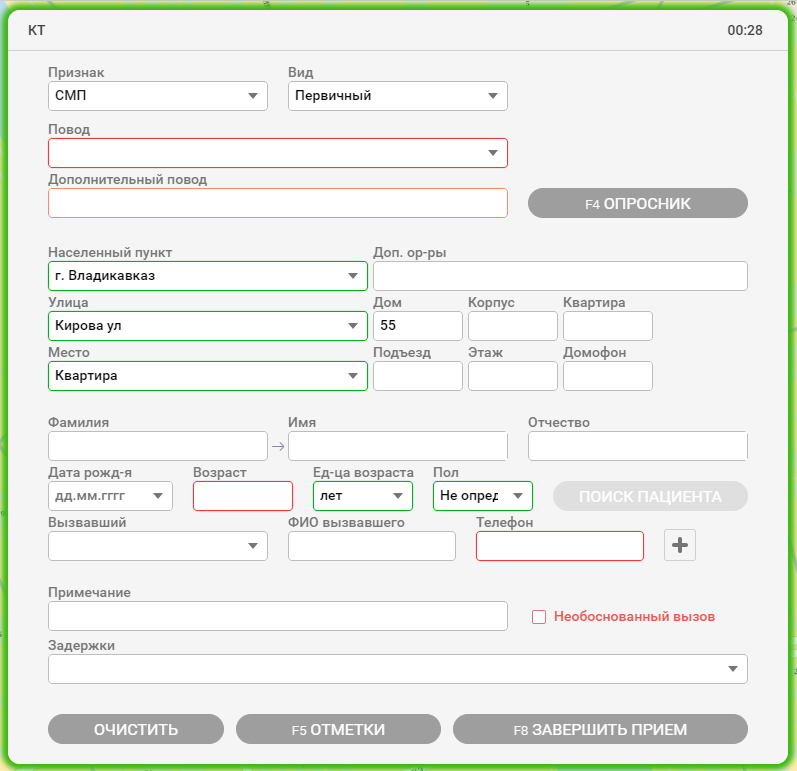 КТ 00:28
Признак Вид
СМП Первичный
Повод
Дополнительный повод
F4 ОПРОСНИК
Населенный пункт Доп. ор-ры
г. Владикавказ
Улица Дом Корпус Квартира
Кирова ул 55
Место Подъезд Этаж Домофон
Квартира
Фамилия Имя Отчество
Дата рожд-я Возраст Ед-ца возраста Пол
дд.мм.гггг лет Не опред ПОИСК ПАЦИЕНТА
Вызвавший ФИО вызвавшего Телефон
Примечание
Необоснованный вызов
Задержки
ОЧИСТИТЬ F5 ОТМЕТКИ F8 ЗАВЕРШИТЬ ПРИЕМ